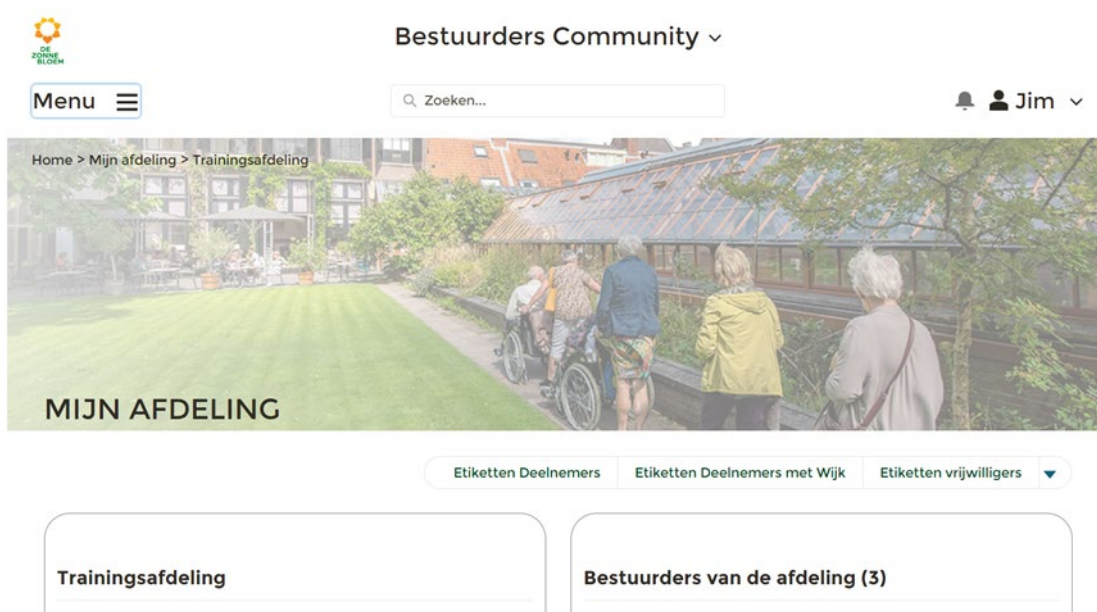 DE
ZONNE
BLOEM
Bestuurders Community
Menu
Zoeken...
Jim
Home > Mijn afdeling > Trainingsafdeling
MIJN AFDELING
Etiketten Deelnemers Etiketten Deelnemers met Wijk Etiketten vrijwilligers
Trainingsafdeling
Bestuurders van de afdeling (3)